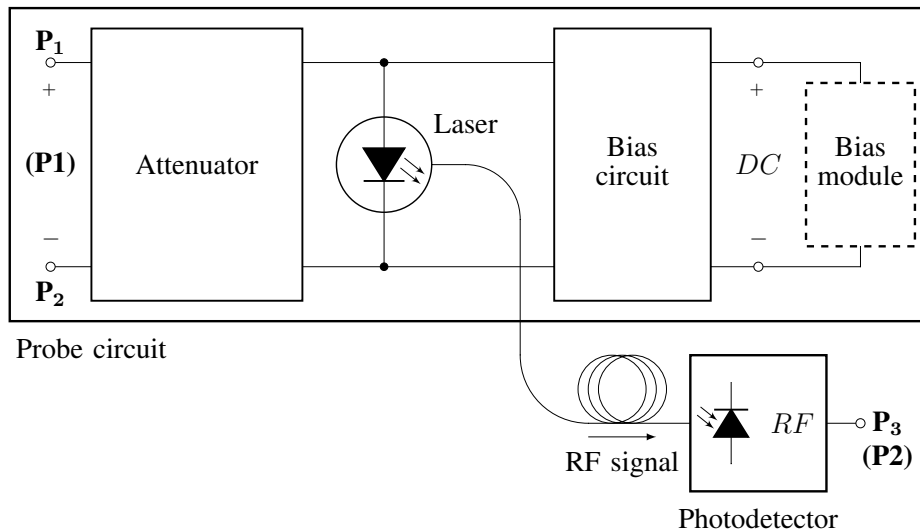 P1
+
(P1)
−
P2
Attenuator
Laser
Bias
circuit
+
DC
−
Bias
module
Probe circuit
RF signal
RF
P3
(P2)
Photodetector